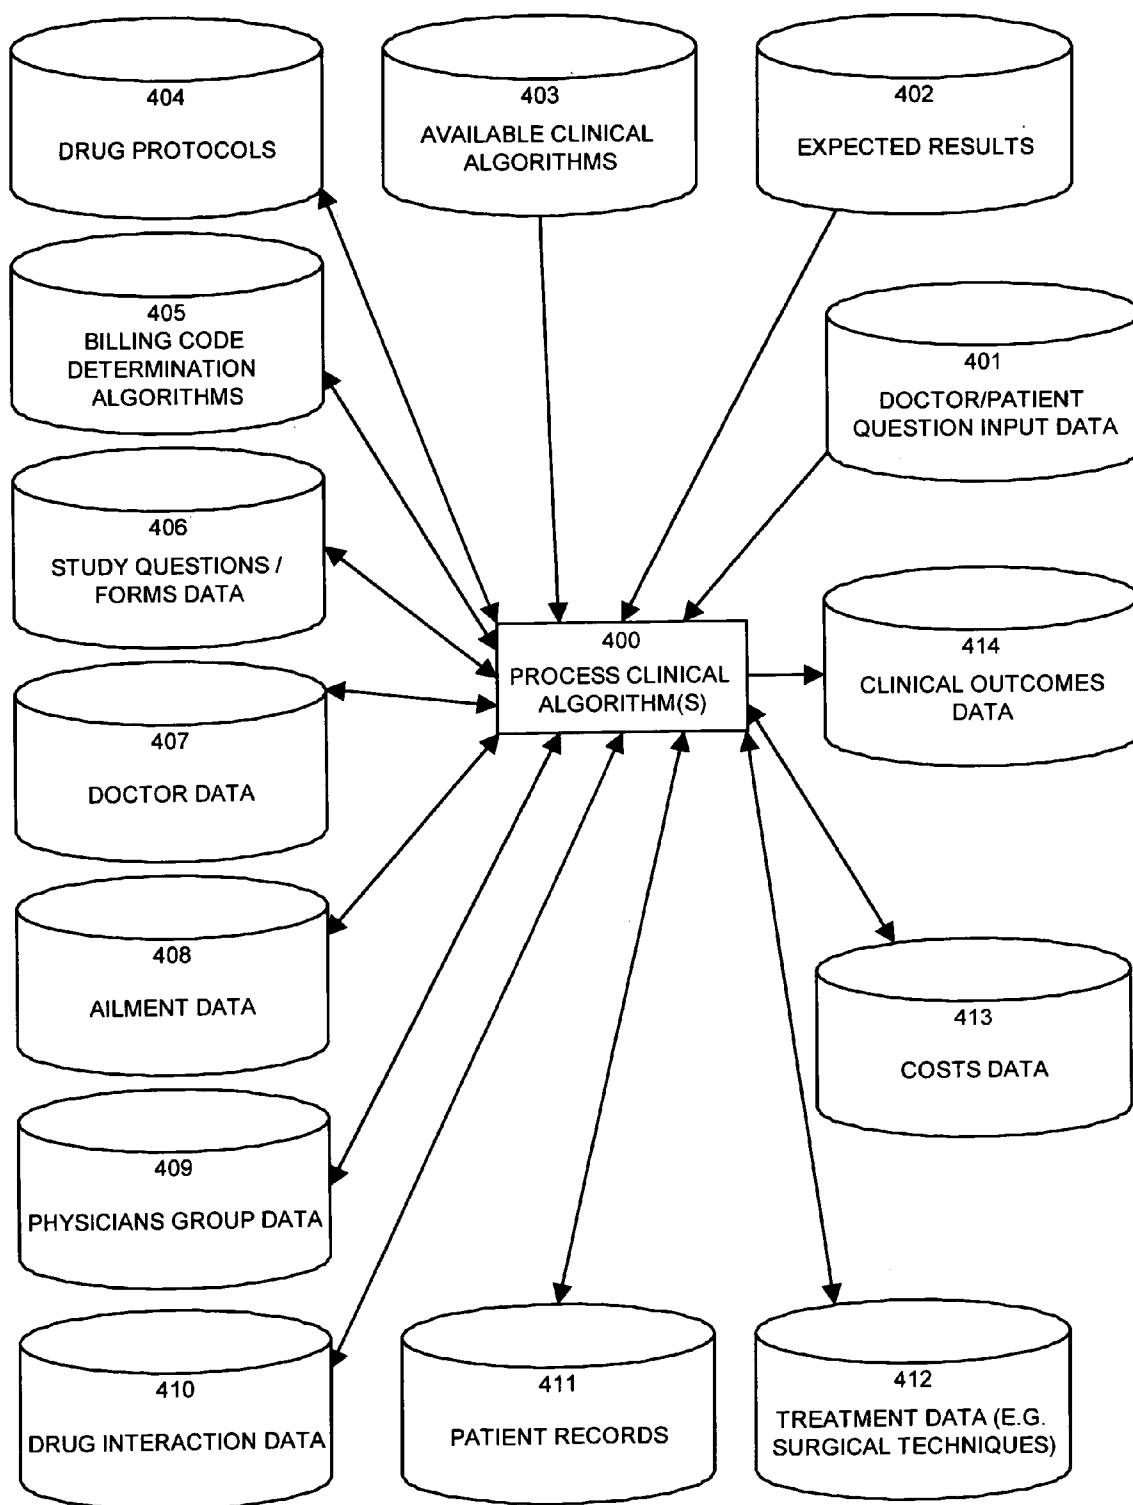 404
DRUG PROTOCOLS
403
AVAILABLE CLINICAL
ALGORITHMS
402
EXPECTED RESULTS
405
BILLING CODE
DETERMINATION
ALGORITHMS
401
DOCTOR/PATIENT
QUESTION INPUT DATA
406
STUDY QUESTIONS /
FORMS DATA
400
PROCESS CLINICAL
ALGORITHM(S)
414
CLINICAL OUTCOMES
DATA
407
DOCTOR DATA
408
AILMENT DATA
413
COSTS DATA
409
PHYSICIANS GROUP DATA
410
DRUG INTERACTION DATA
411
PATIENT RECORDS
412
TREATMENT DATA (E.G.
SURGICAL TECHNIQUES)